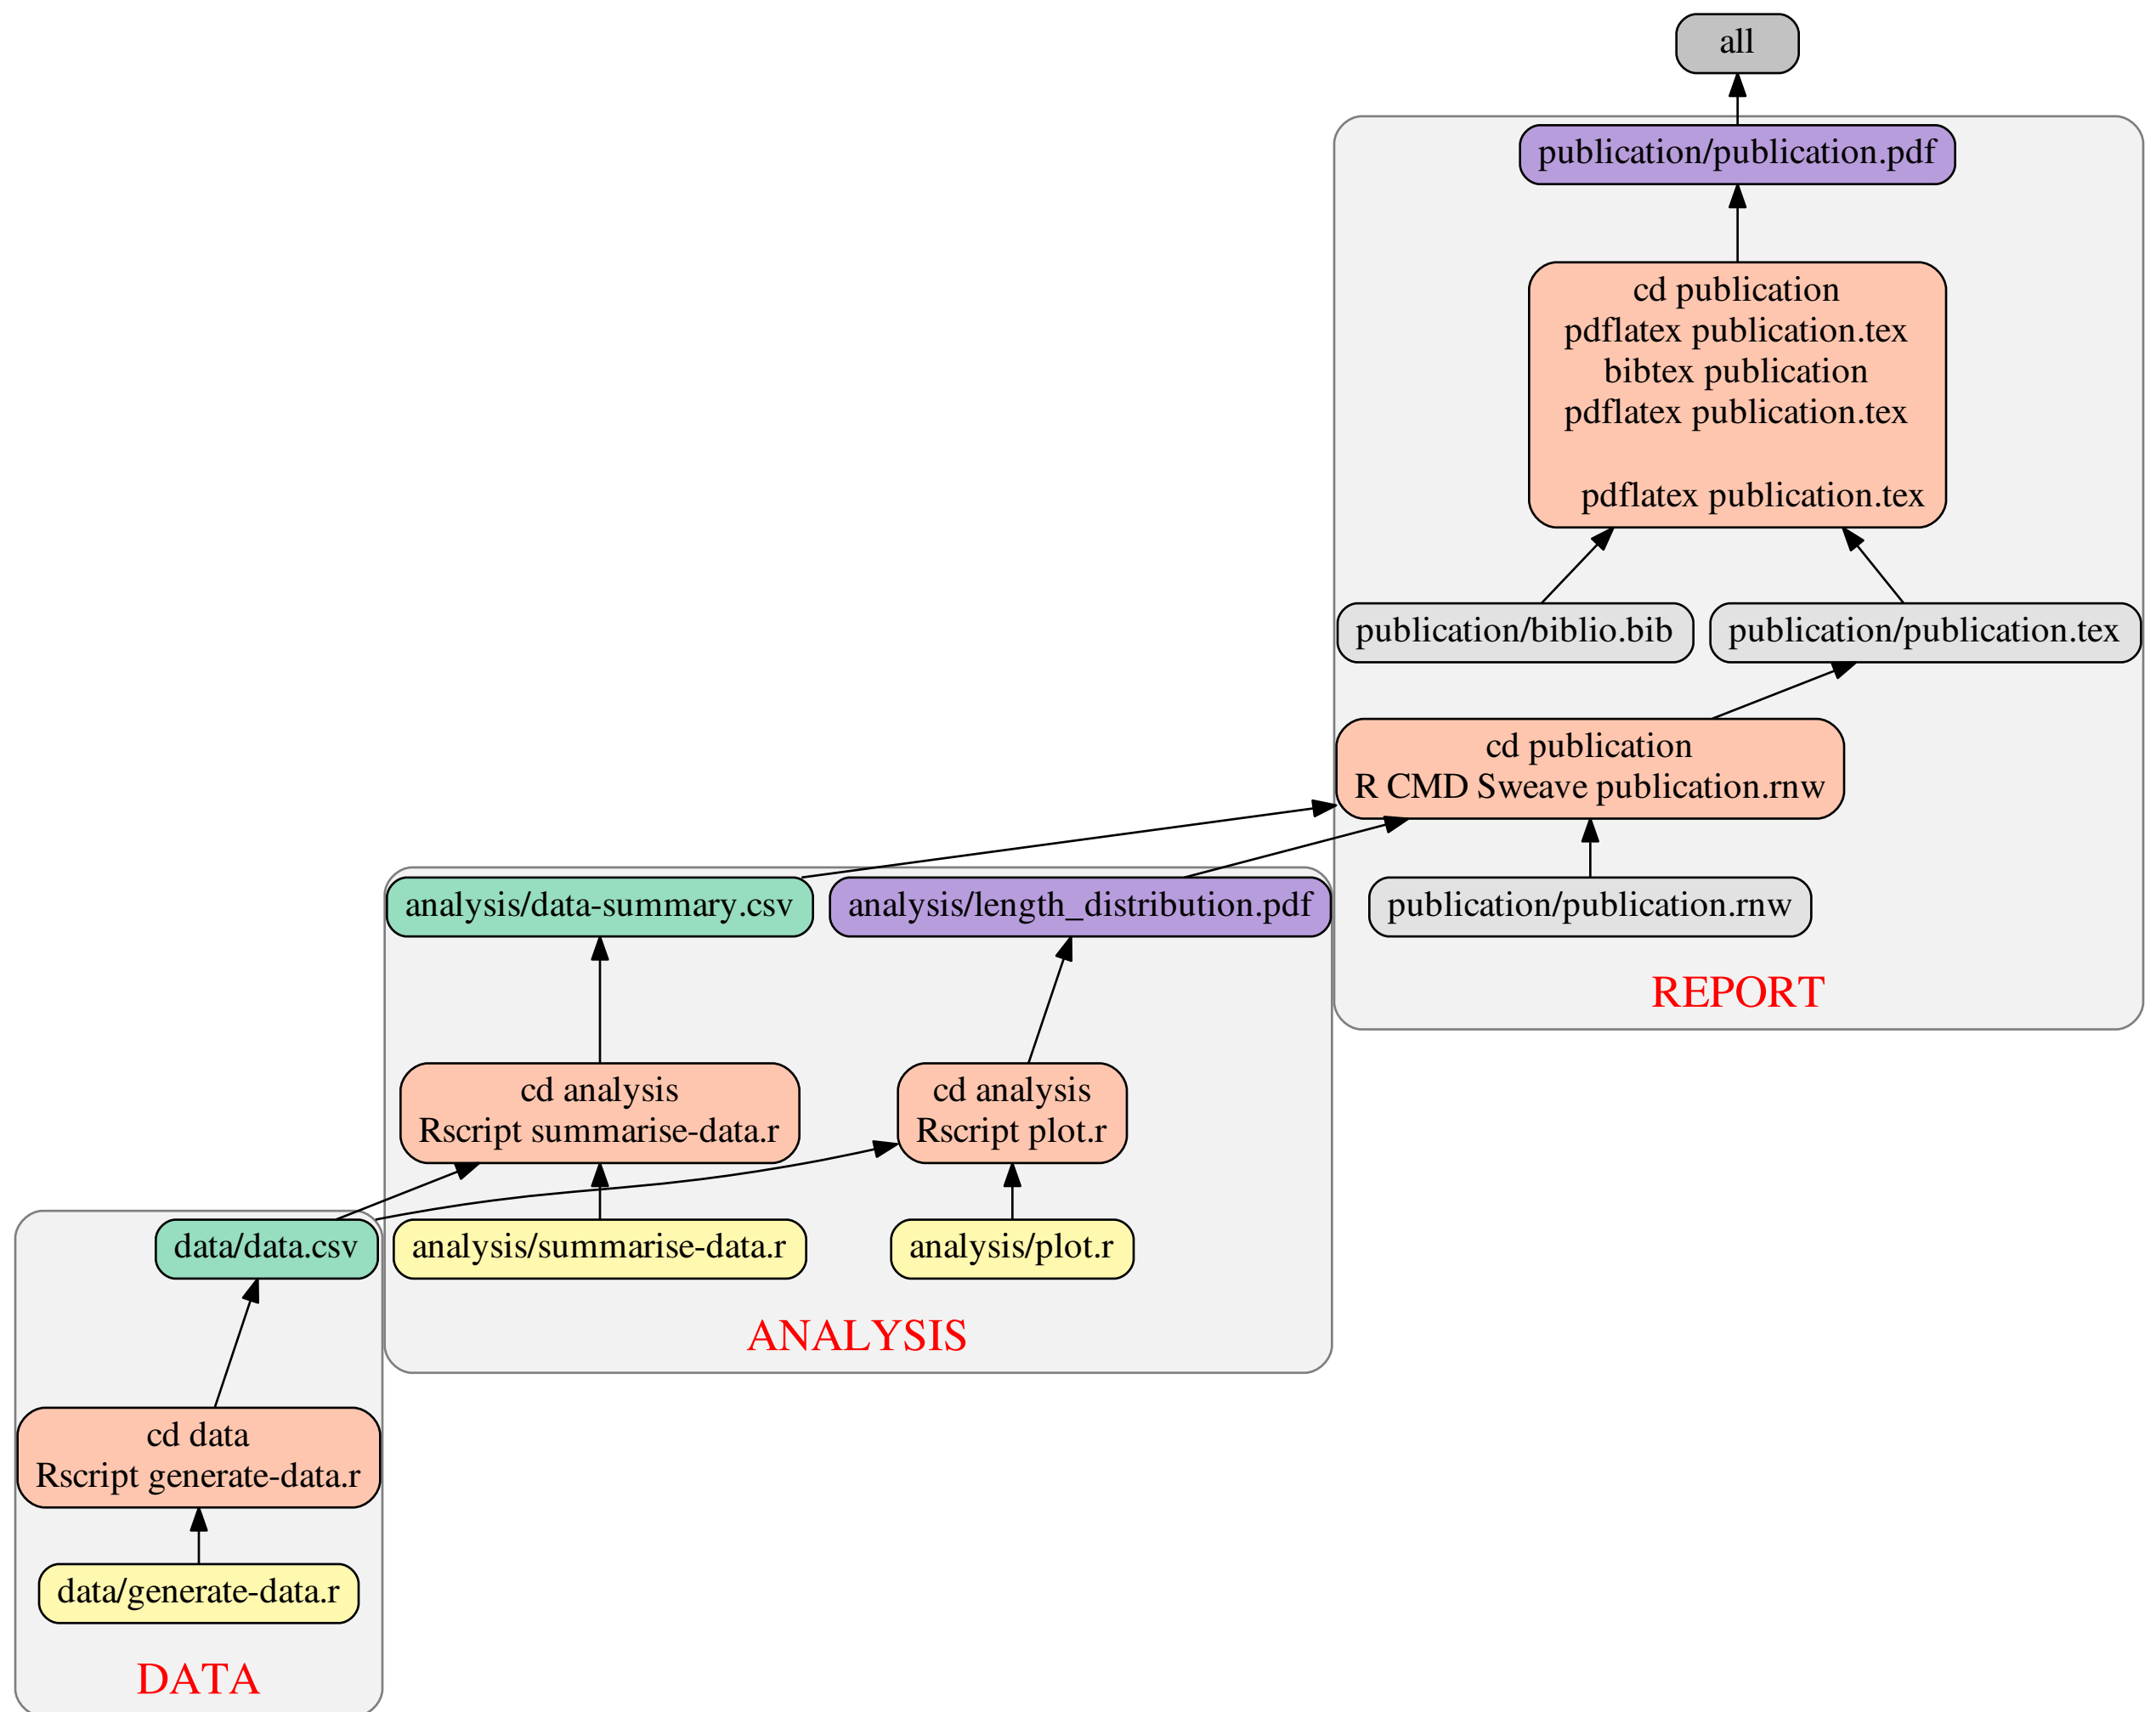 all
publication/publication.pdf
cd publication
pdflatex publication.tex
bibtex publication
pdflatex publication.tex
pdflatex publication.tex
publication/biblio.bib
publication/publication.tex
cd publication
R CMD Sweave publication.rnw
analysis/data-summary.csv
analysis/length_distribution.pdf
publication/publication.rnw
REPORT
cd analysis
Rscript summarise-data.r
cd analysis
Rscript plot.r
data/data.csv
analysis/summarise-data.r
analysis/plot.r
ANALYSIS
cd data
Rscript generate-data.r
data/generate-data.r
DATA